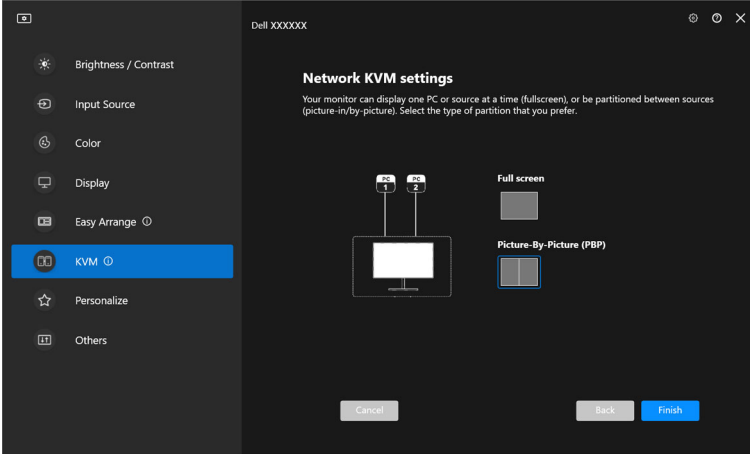 Dell XXXXXX
Brightness / Contrast
Input Source
Color
Display
Easy Arrange
KVM
Personalize
Others
Network KVM settings
Your monitor can display one PC or source at a time (fullscreen), or be partitioned between sources
(picture-in/by-picture). Select the type of partition that you prefer.
PC
1
PC
2
Full screen
Picture-By-Picture (PBP)
Cancel
Back
Finish